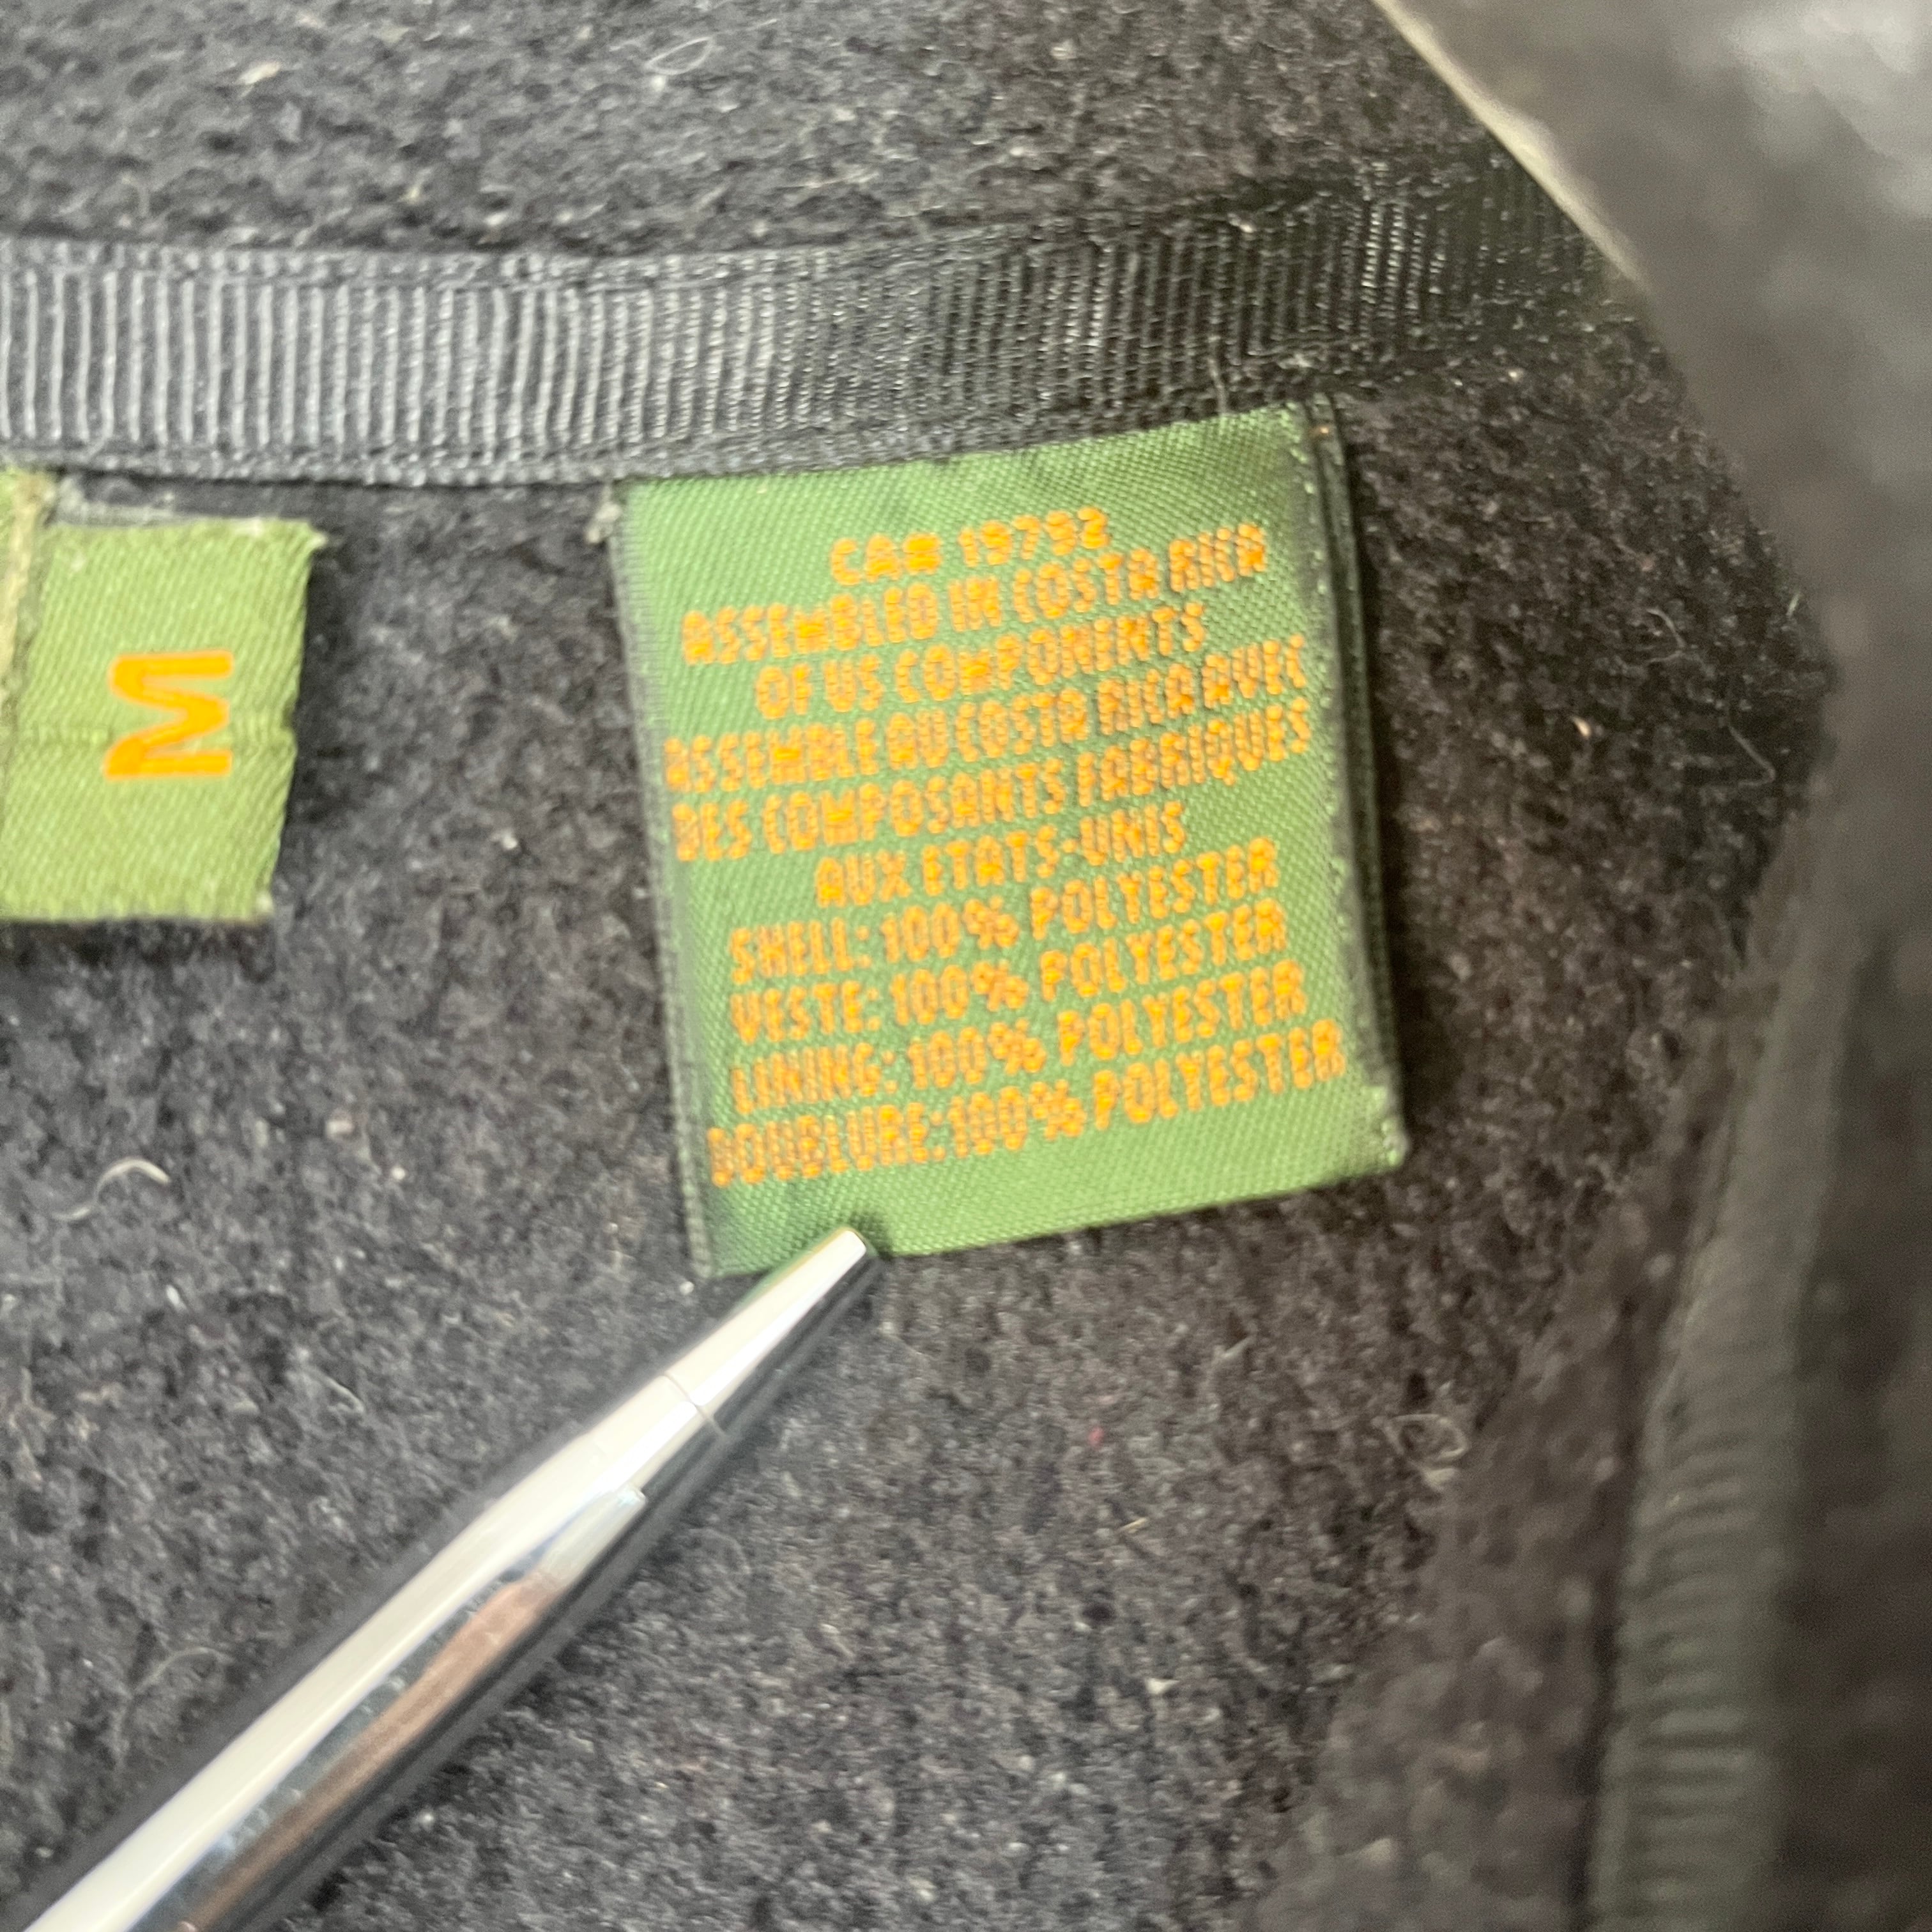 M
CA# 19792
ASSEMBLED IN COSTA RICA
OF US COMPONENTS
ASSEMBLE AU COSTA RICA AVEC
DES COMPOSANTS FABRIQUES
AUX ETATS-UNIS
SHELL: 100% POLYESTER
VESTE: 100% POLYESTER
LINING: 100% POLYESTER
DOUBLURE: 100% POLYESTER